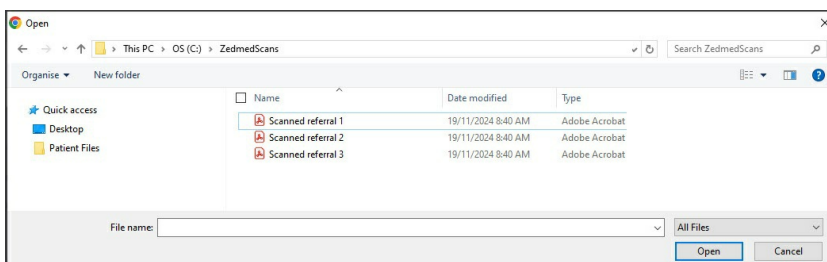 Open
This PC > OS (C:) > ZedmedScans
Search ZedmedScans
Organise
New folder
Quick access
Desktop
Patient Files
Name Date modified Type
Scanned referral 1 19/11/2024 8:40 AM Adobe Acrobat
Scanned referral 2 19/11/2024 8:40 AM Adobe Acrobat
Scanned referral 3 19/11/2024 8:40 AM Adobe Acrobat
File name:
All Files
Open Cancel